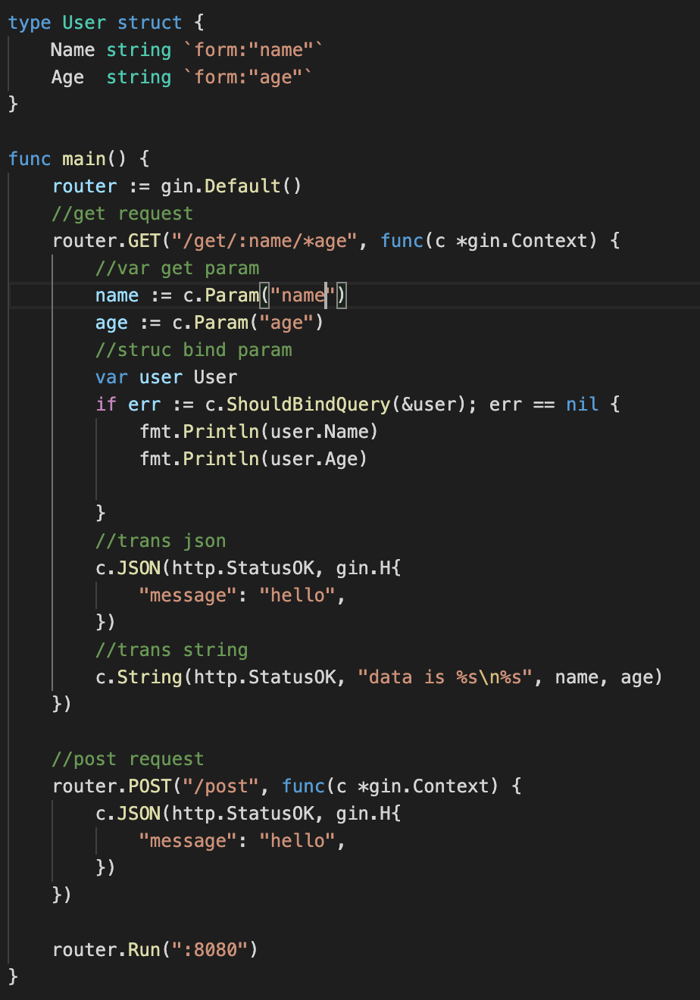 type User struct {
    Name string `form:"name"`
    Age  string `form:"age"`
}

func main() {
    router := gin.Default()
    //get request
    router.GET("/get/:name/*age", func(c *gin.Context) {
        //var get param
        name := c.Param("name")
        age := c.Param("age")
        //struc bind param
        var user User
        if err := c.ShouldBindQuery(&user); err == nil {
            fmt.Println(user.Name)
            fmt.Println(user.Age)

        }
        //trans json
        c.JSON(http.StatusOK, gin.H{
            "message": "hello",
        })
        //trans string
        c.String(http.StatusOK, "data is %s\n%s", name, age)
    })

    //post request
    router.POST("/post", func(c *gin.Context) {
        c.JSON(http.StatusOK, gin.H{
            "message": "hello",
        })
    })

    router.Run(":8080")
}